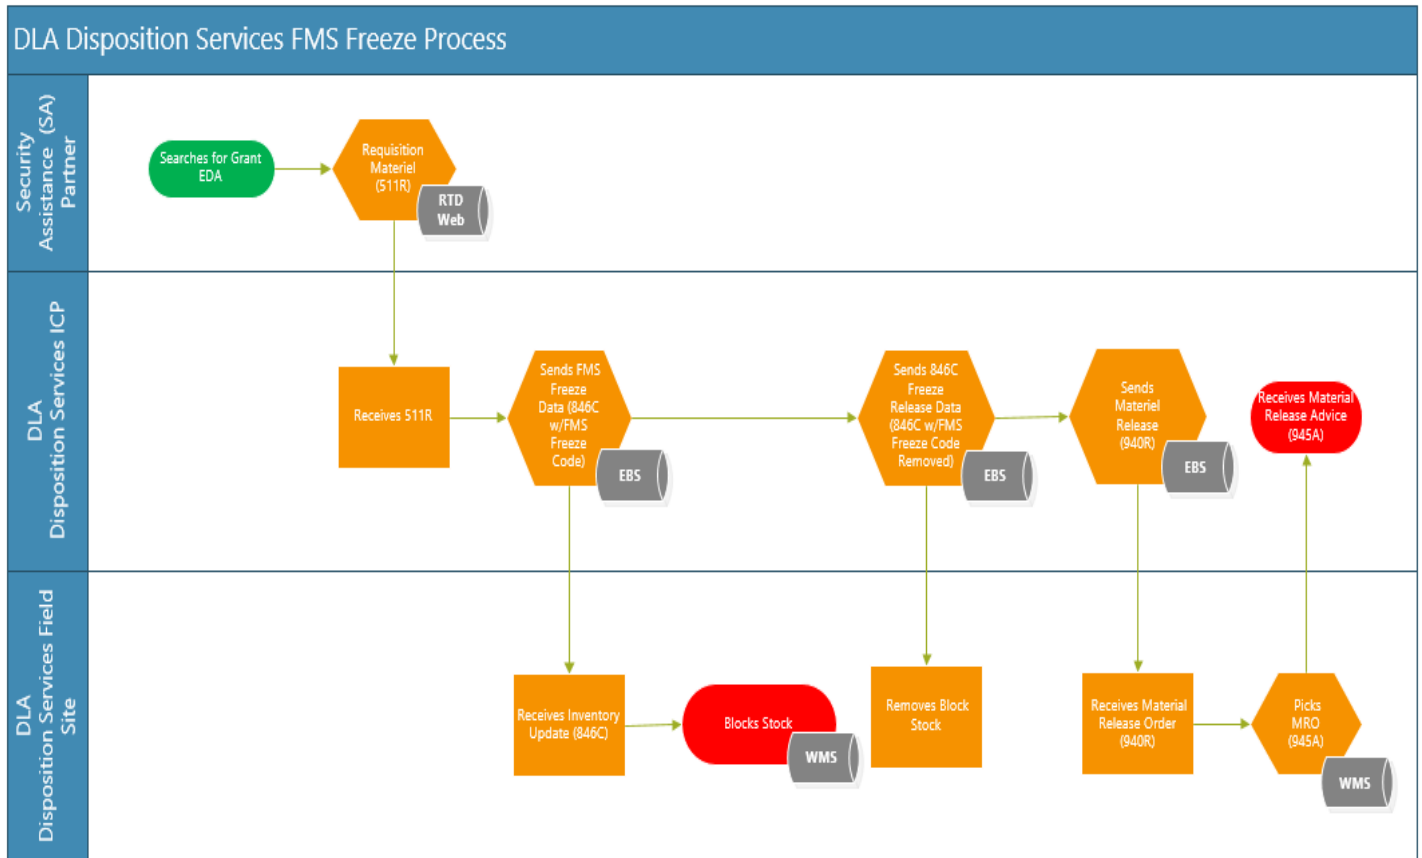 DLA Disposition Services FMS Freeze Process
Security
Assistance (SA)
Partner
Searches for Grant
EDA
Requisition
Materiel
(511R)
RTD
Web
DLA
Disposition Services ICP
Receives 511R
Sends FMS
Freeze
Data (846C
w/FMS
Freeze
Code)
EBS
Sends 846C
Freeze
Release Data
(846C w/FMS
Freeze Code
Removed)
EBS
Sends
Materiel
Release
(940R)
EBS
Receives Material
Release Advice
(945A)
DLA
Disposition Services Field
Site
Receives Inventory
Update (846C)
Blocks Stock
WMS
Removes Block
Stock
Receives Material
Release Order
(940R)
Picks
MRO
(945A)
WMS